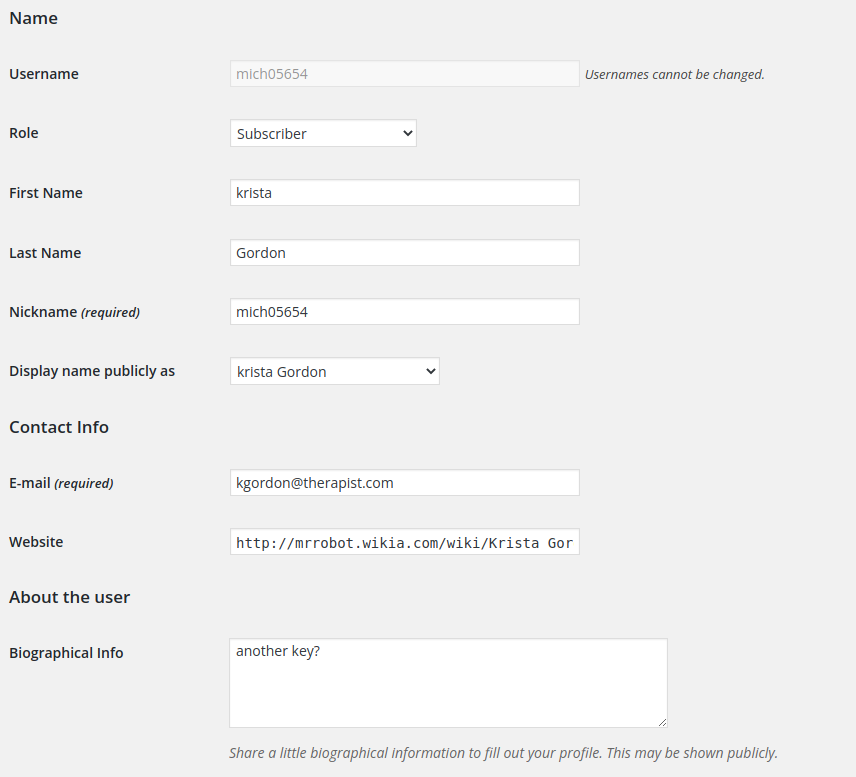 Name
Username mich05654 Usernames cannot be changed.
Role Subscriber
First Name krista
Last Name Gordon
Nickname (required) mich05654
Display name publicly as krista Gordon
Contact Info
E-mail (required) kgordon@therapist.com
Website http://mrrobot.wikia.com/wiki/Krista Gor
About the user
Biographical Info another key?
Share a little biographical information to fill out your profile. This may be shown publicly.